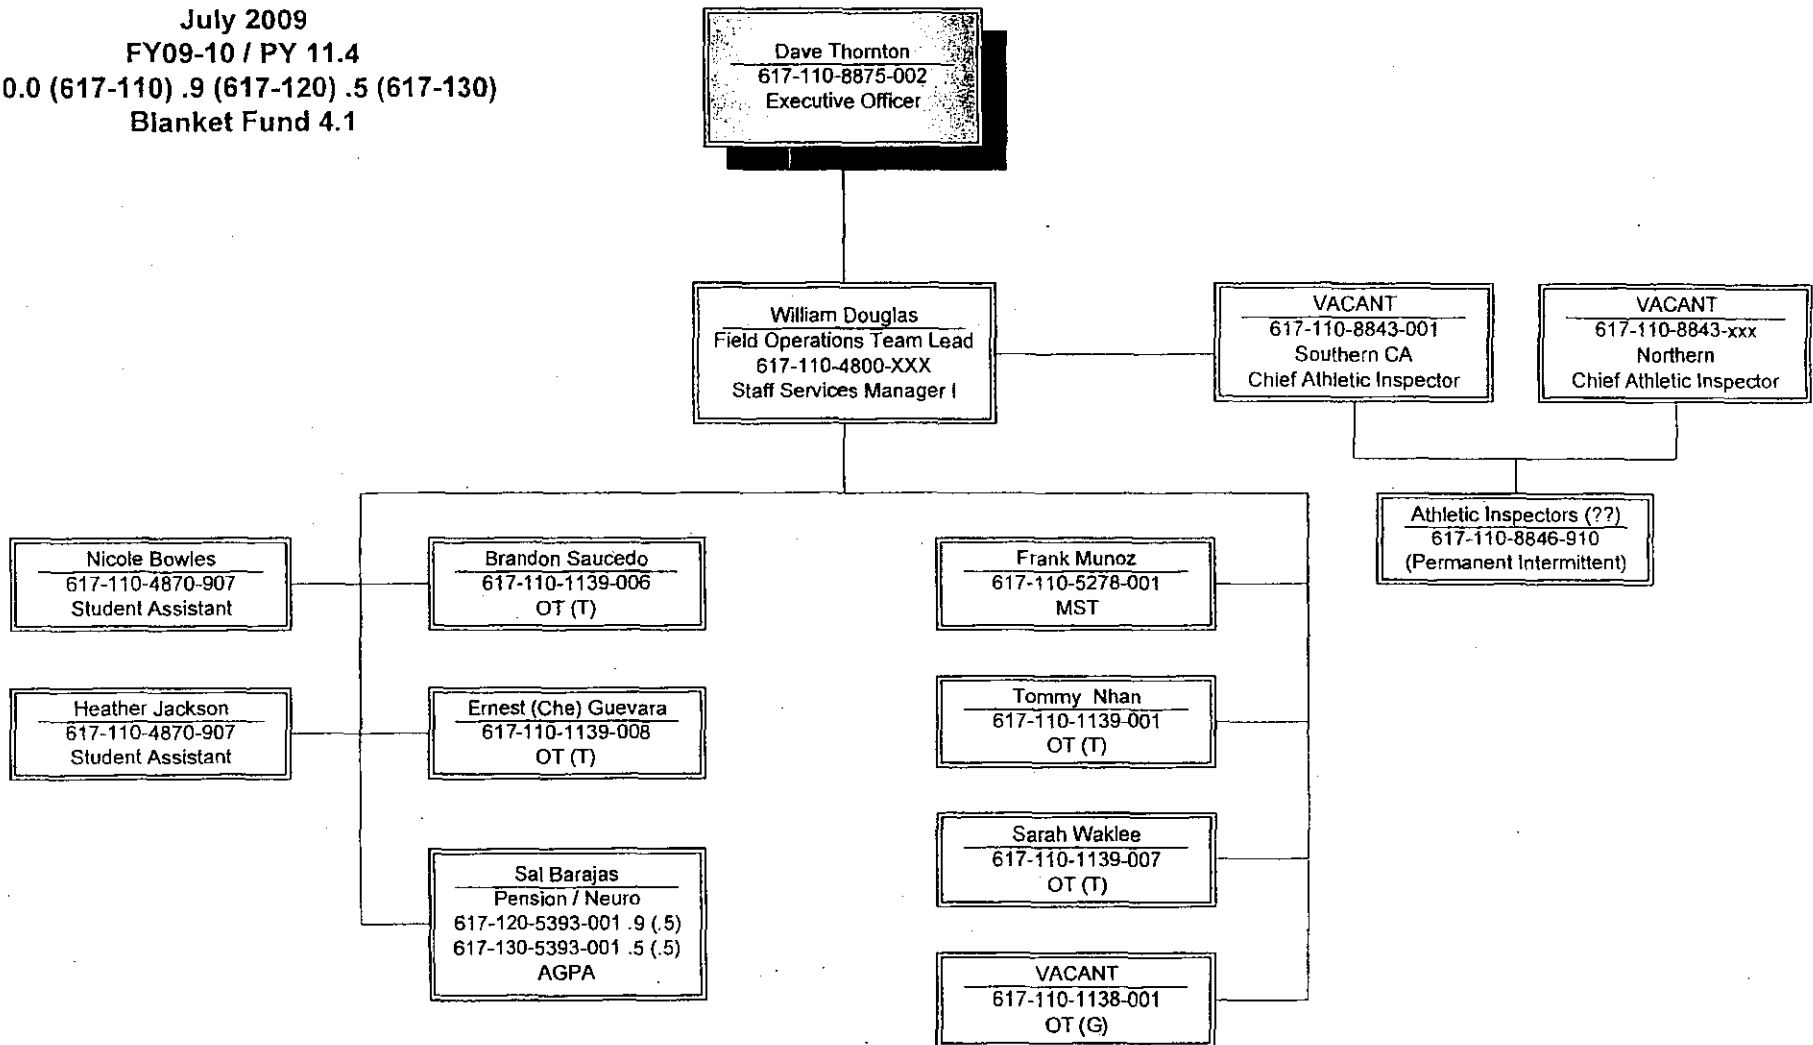 July 2009
FY09-10 / PY 11.4
0.0 (617-110) .9 (617-120) .5 (617-130)
Blanket Fund 4.1
Dave Thornton
617-110-8875-002
Executive Officer
William Douglas
Field Operations Team Lead
617-110-4800-XXX
Staff Services Manager I
VACANT
617-110-8843-001
Southern CA
Chief Athletic Inspector
VACANT
617-110-8843-xxx
Northern
Chief Athletic Inspector
Athletic Inspectors (??)
617-110-8846-910
(Permanent Intermittent)
Nicole Bowles
617-110-4870-907
Student Assistant
Brandon Saucedo
617-110-1139-006
OT (T)
Frank Munoz
617-110-5278-001
MST
Heather Jackson
617-110-4870-907
Student Assistant
Ernest (Che) Guevara
617-110-1139-008
OT (T)
Tommy Nhan
617-110-1139-001
OT (T)
Sarah Waklee
617-110-1139-007
OT (T)
Sal Barajas
Pension / Neuro
617-120-5393-001 .9 (.5)
617-130-5393-001 .5 (.5)
AGPA
VACANT
617-110-1138-001
OT (G)